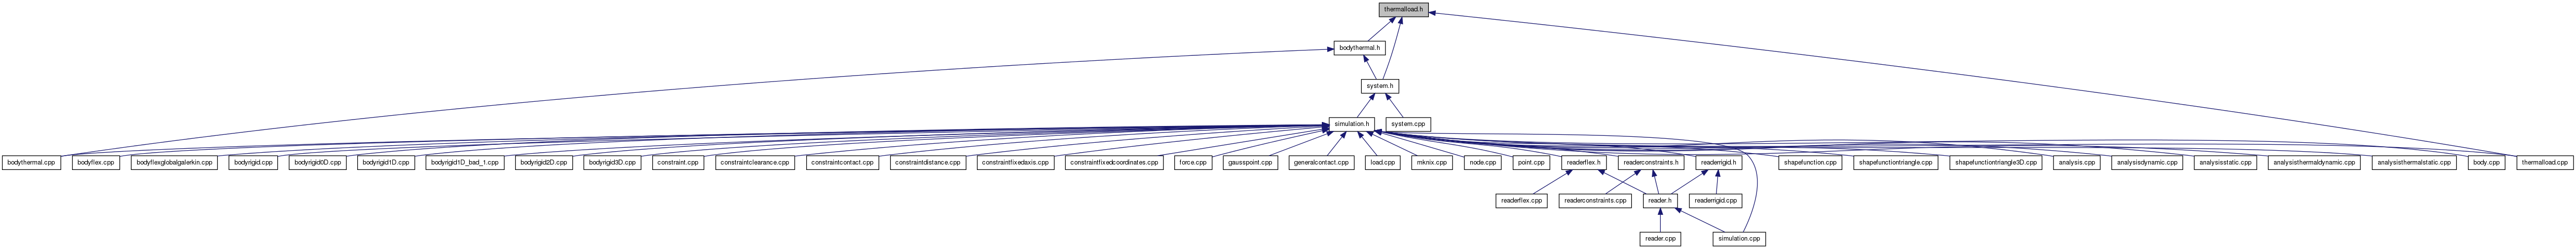 thermalload.h
bodythermal.h
system.h
simulation.h
system.cpp
bodythermal.cpp
bodyflex.cpp
bodyflexglobalgalerkin.cpp
bodyrigid.cpp
bodyrigid0D.cpp
bodyrigid1D.cpp
bodyrigid1D_bad_1.cpp
bodyrigid2D.cpp
bodyrigid3D.cpp
constraint.cpp
constraintclearance.cpp
constraintcontact.cpp
constraintdistance.cpp
constraintfixedaxis.cpp
constraintfixedcoordinates.cpp
force.cpp
gausspoint.cpp
generalcontact.cpp
load.cpp
mknix.cpp
node.cpp
point.cpp
readerflex.h
readerconstraints.h
readerrigid.h
shapefunction.cpp
shapefunctiontriangle.cpp
shapefunctiontriangle3D.cpp
analysis.cpp
analysisdynamic.cpp
analysisstatic.cpp
analysisthermaldynamic.cpp
analysisthermalstatic.cpp
body.cpp
thermalload.cpp
readerflex.cpp
readerconstraints.cpp
reader.h
readerrigid.cpp
reader.cpp
simulation.cpp